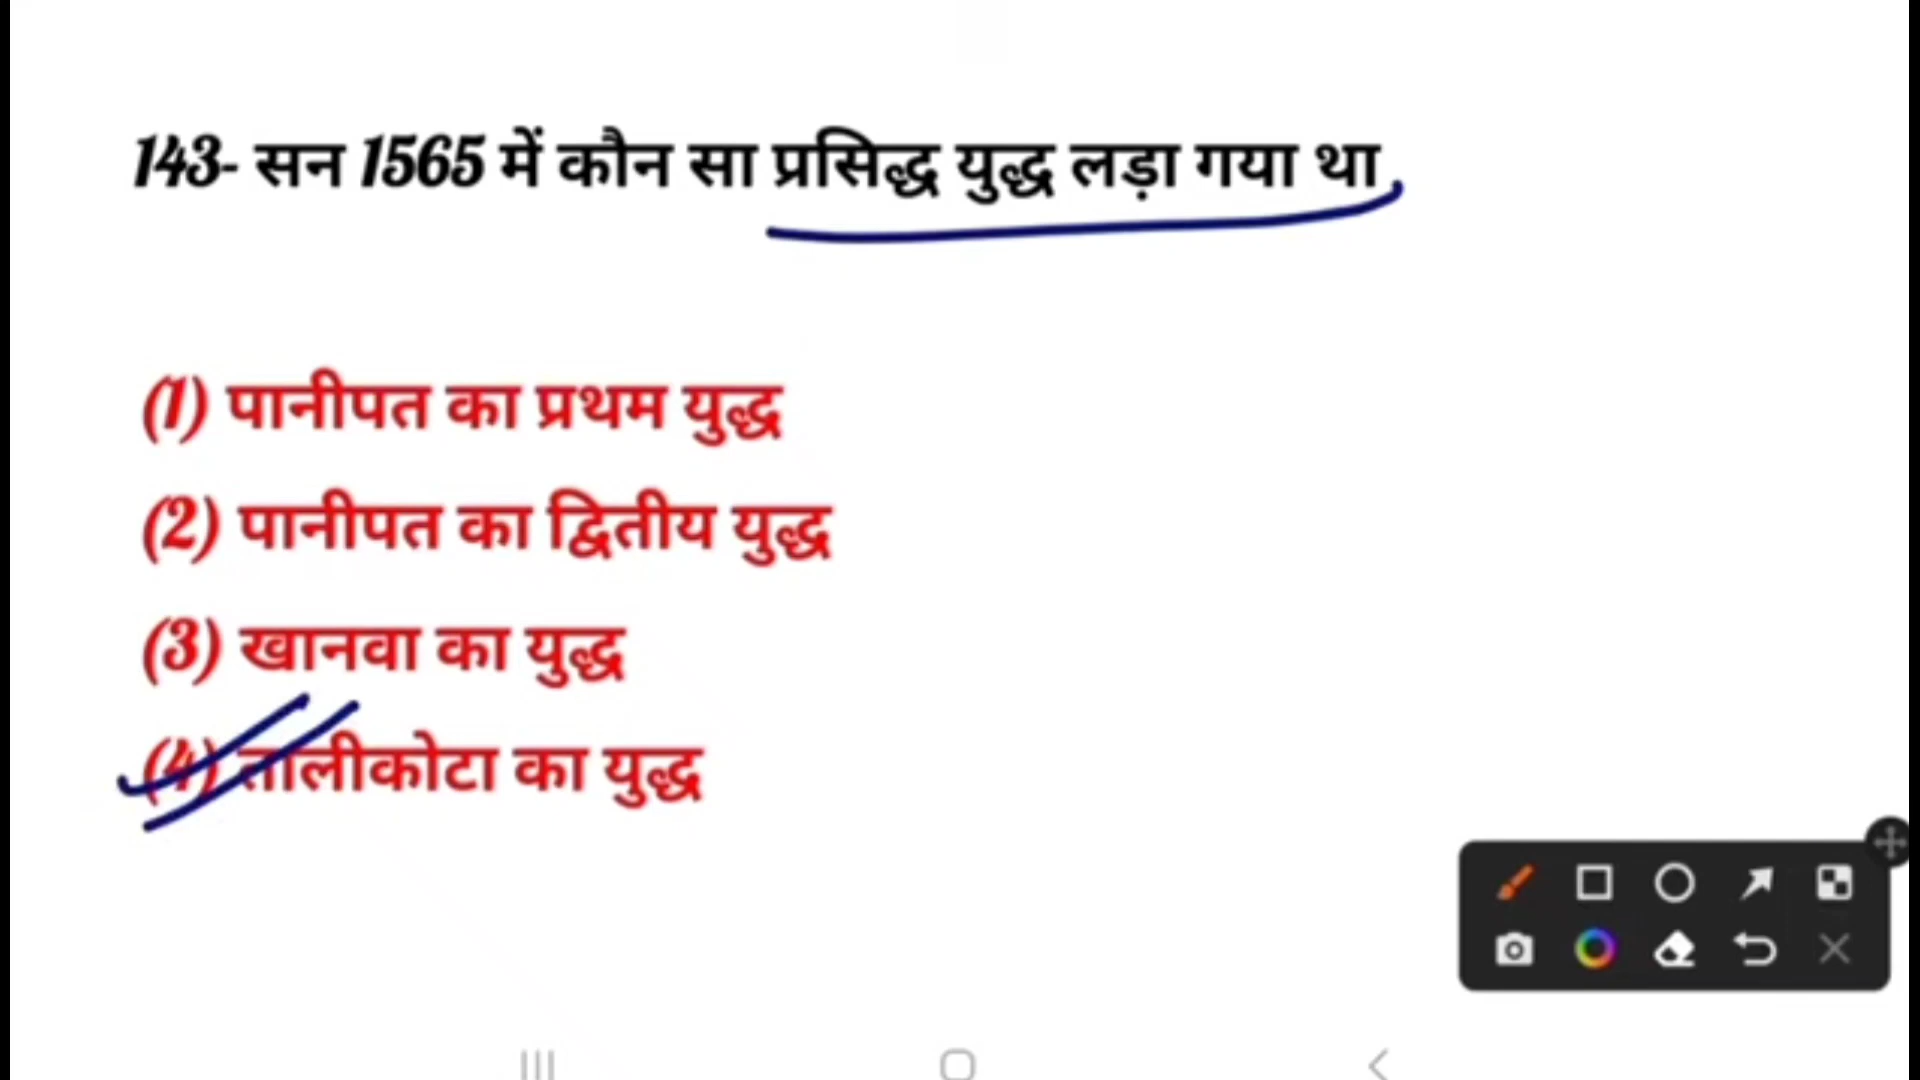 143- सन 1565 में कौन सा प्रसिद्ध युद्ध लड़ा गया था
(1) पानीपत का प्रथम युद्ध
(2) पानीपत का द्वितीय युद्ध
(3) खानवा का युद्ध
(4) तालीकोटा का युद्ध